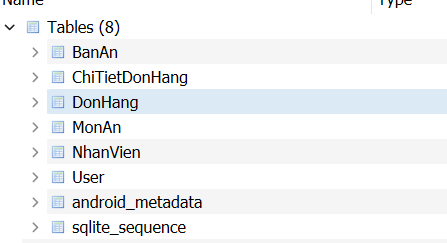 Name Type
Tables (8)
BanAn
ChiTietDonHang
DonHang
MonAn
NhanVien
User
android_metadata
sqlite_sequence